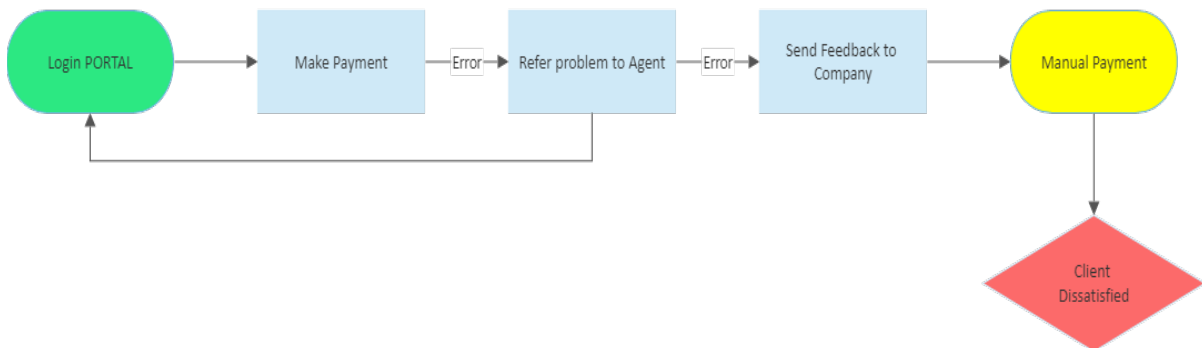 Login PORTAL
Make Payment
Error
Refer problem to Agent
Error
Send Feedback to
Company
Manual Payment
Client
Dissatisfied